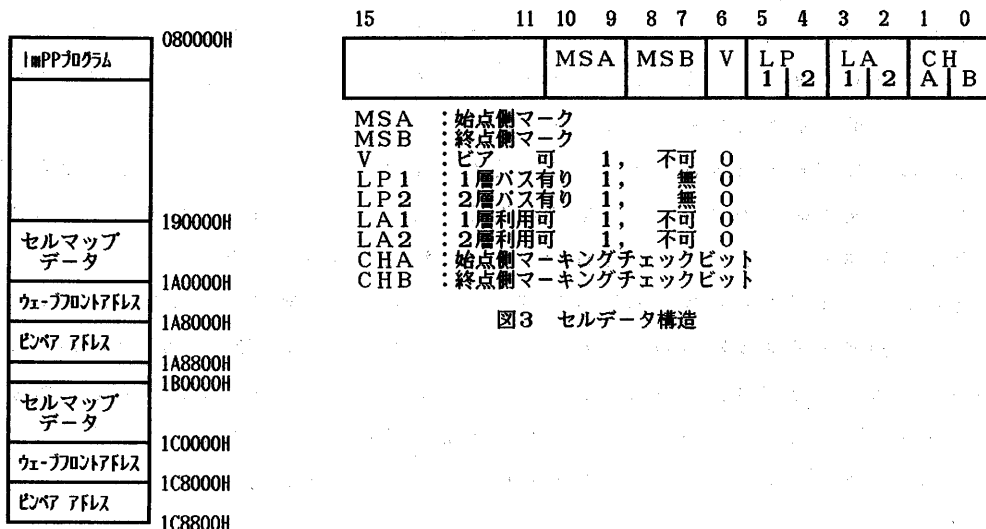 080000H
ImPPプログラム
190000H
セルマップ
データ
1A0000H
ウェーブフロントアドレス
1A8000H
ピンペア アドレス
1A8800H
1B0000H
セルマップ
データ
1C0000H
ウェーブフロントアドレス
1C8000H
ピンペア アドレス
1C8800H
15 11 10 9 8 7 6 5 4 3 2 1 0
MSA MSB V LP LA CH
1 2 1 2 A B
MSA :始点側マーク
MSB :終点側マーク
V :ビア 可 1, 不可 0
LP1 :1層パス有り 1, 無 0
LP2 :2層パス有り 1, 無 0
LA1 :1層利用可 1, 不可 0
LA2 :2層利用可 1, 不可 0
CHA :始点側マーキングチェックビット
CHB :終点側マーキングチェックビット
図3 セルデータ構造